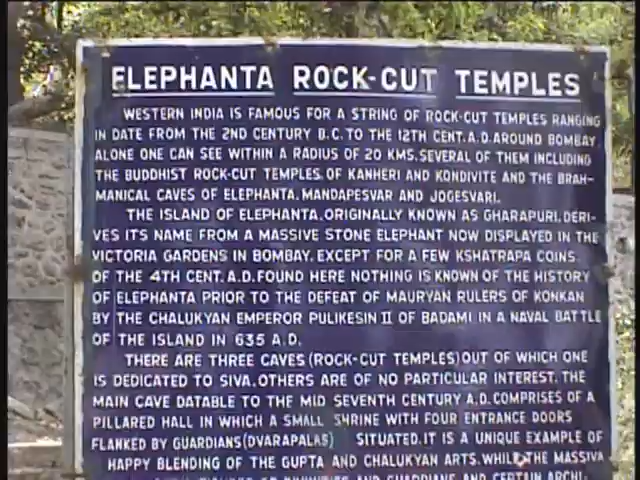 ELEPHANTA ROCK-CUT TEMPLES
WESTERN INDIA IS FAMOUS FOR A STRING OF ROCK-CUT TEMPLES RANGING
IN DATE FROM THE 2ND CENTURY B.C. TO THE 12TH CENT. A.D. AROUND BOMBAY
ALONE ONE CAN SEE WITHIN A RADIUS OF 20 KMS. SEVERAL OF THEM INCLUDING
THE BUDDHIST ROCK-CUT TEMPLES OF KANHERI AND KONDIVITE AND THE BRAH-
MANICAL CAVES OF ELEPHANTA. MANDAPESVAR AND JOGESVARI.
THE ISLAND OF ELEPHANTA. ORIGINALLY KNOWN AS GHARAPURI. DERI-
VES ITS NAME FROM A MASSIVE STONE ELEPHANT NOW DISPLAYED IN THE
VICTORIA GARDENS IN BOMBAY. EXCEPT FOR A FEW KSHATRAPA COINS
OF THE 4TH CENT. A.D. FOUND HERE NOTHING IS KNOWN OF THE HISTORY
OF ELEPHANTA PRIOR TO THE DEFEAT OF MAURYAN RULERS OF KONKAN
BY THE CHALUKYAN EMPEROR PULIKESIN II OF BADAMI IN A NAVAL BATTLE
OF THE ISLAND IN 635 A.D.
THERE ARE THREE CAVES (ROCK-CUT TEMPLES) OUT OF WHICH ONE
IS DEDICATED TO SIVA. OTHERS ARE OF NO PARTICULAR INTEREST. THE
MAIN CAVE DATABLE TO THE MID SEVENTH CENTURY A.D. COMPRISES OF A
PILLARED HALL IN WHICH A SMALL SHRINE WITH FOUR ENTRANCE DOORS
FLANKED BY GUARDIANS (DVARAPALAS) SITUATED. IT IS A UNIQUE EXAMPLE OF
HAPPY BLENDING OF THE GUPTA AND CHALUKYAN ARTS. WHILE THE MASSIVA
AND GUARDIANS AND CERTAIN ARCHI-